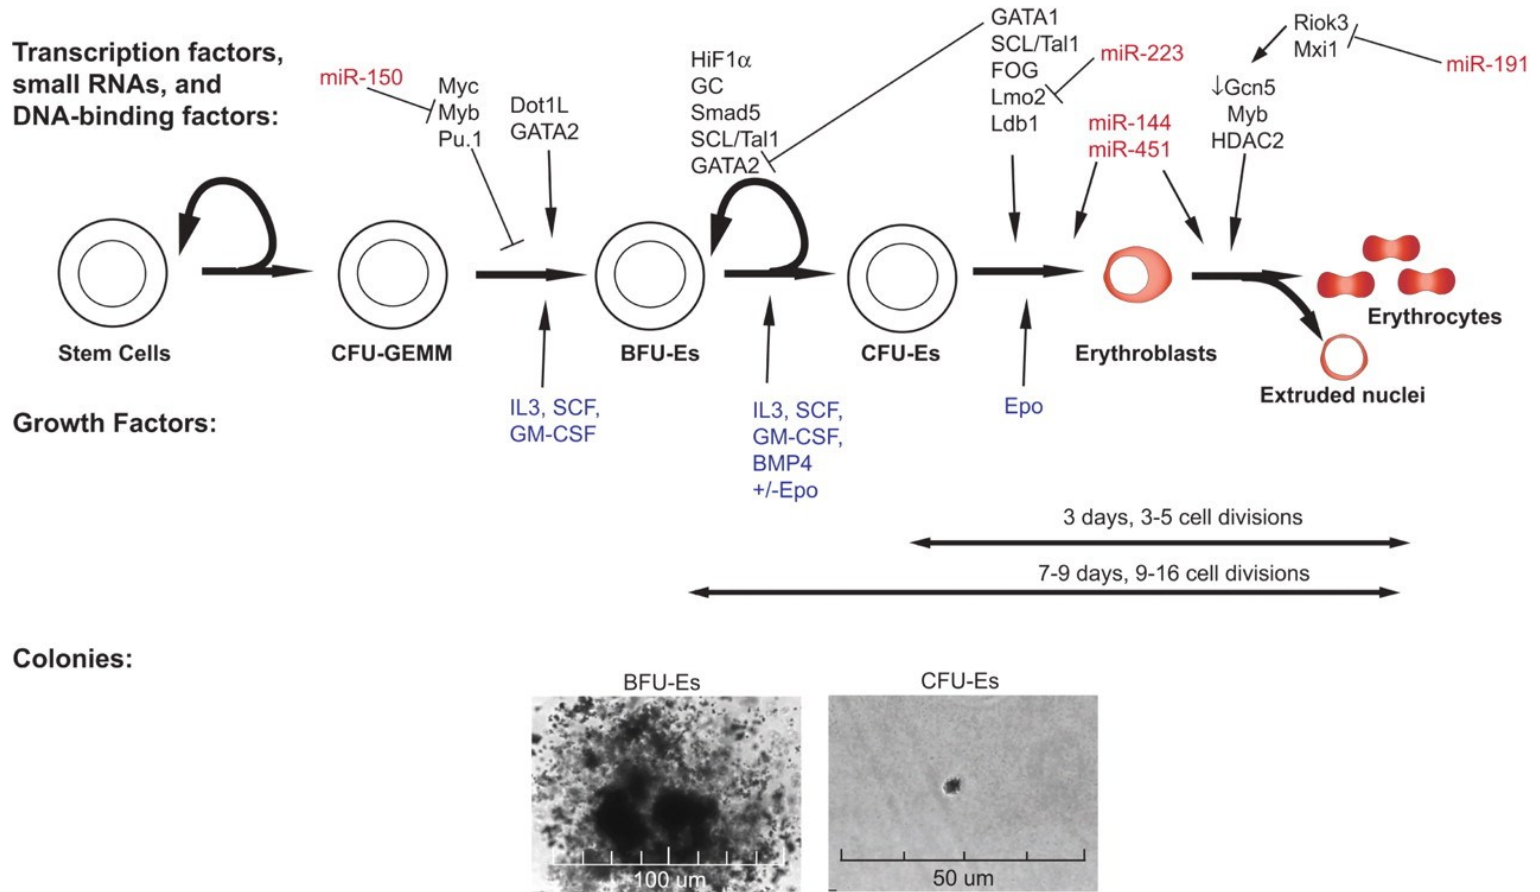 Transcription factors,
small RNAs, and
DNA-binding factors:
miR-150
Myc
Myb
Pu.1
Dot1L
GATA2
HiF1α
GC
Smad5
SCL/Tal1
GATA2
GATA1
SCL/Tal1
FOG
Lmo2
Ldb1
miR-223
miR-144
miR-451
Riok3
Mxi1
miR-191
↓Gcn5
Myb
HDAC2
Stem Cells
CFU-GEMM
BFU-Es
CFU-Es
Erythroblasts
Erythrocytes
Extruded nuclei
Growth Factors:
IL3, SCF,
GM-CSF
IL3, SCF,
GM-CSF,
BMP4
+/-Epo
Epo
3 days, 3-5 cell divisions
7-9 days, 9-16 cell divisions
Colonies:
BFU-Es
CFU-Es
100 um
50 um